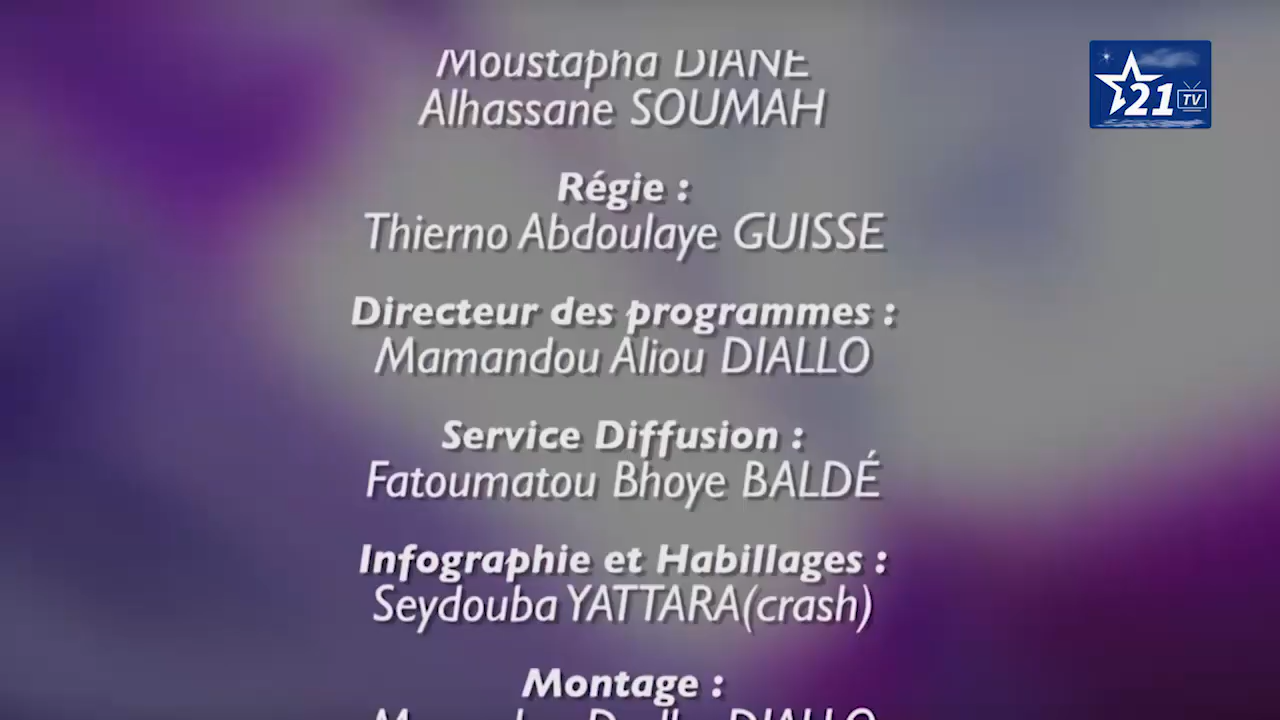 Moustapha DIANE
Alhassane SOUMAH
21
TV
Régie :
Thierno Abdoulaye GUISSE
Directeur des programmes :
Mamandou Aliou DIALLO
Service Diffusion :
Fatoumatou Bhoye BALDÉ
Infographie et Habillages :
Seydouba YATTARA(crash)
Montage :
DIALLO